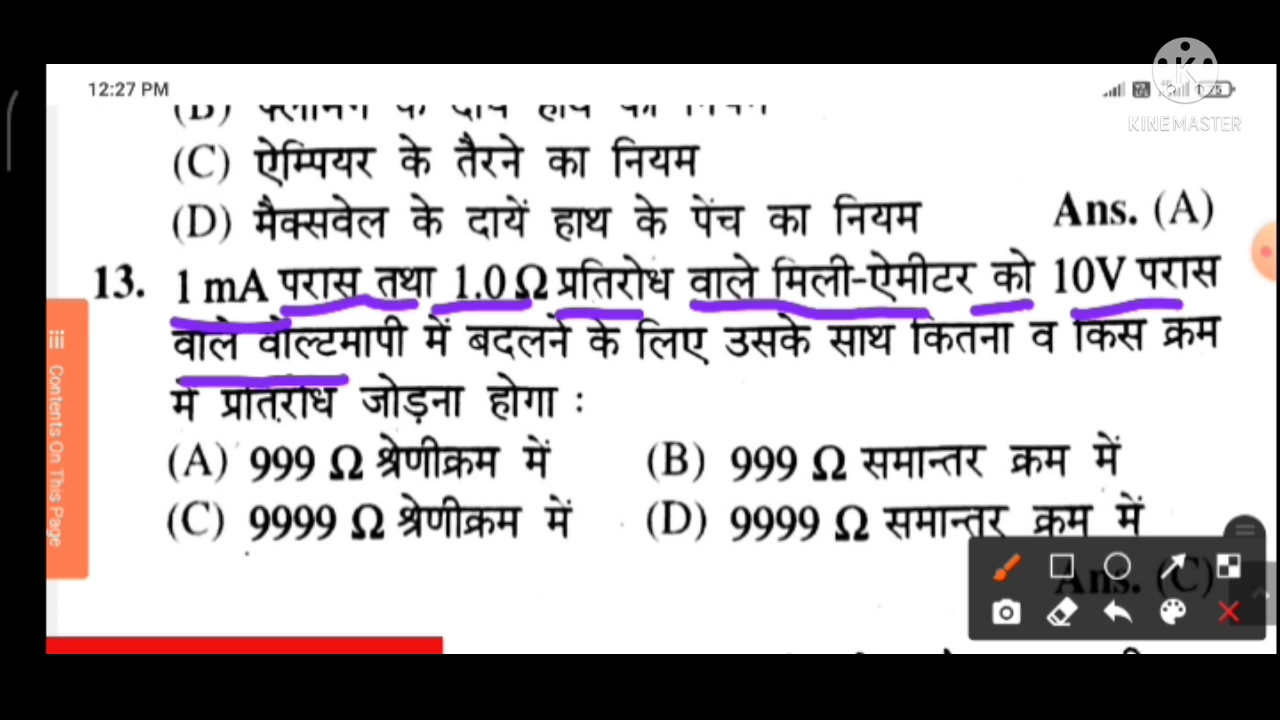 12:27 PM
KINEMASTER
(C) ऐम्पियर के तैरने का नियम
(D) मैक्सवेल के दायें हाथ के पेंच का नियम Ans. (A)
13. 1 mA परास तथा 1.0 Ω प्रतिरोध वाले मिली-ऐमीटर को 10V परास
वाले वोल्टमापी में बदलने के लिए उसके साथ कितना व किस क्रम
में प्रतिरोध जोड़ना होगा :
(A) 999 Ω श्रेणीक्रम में (B) 999 Ω समान्तर क्रम में
(C) 9999 Ω श्रेणीक्रम में (D) 9999 Ω समान्तर क्रम में
Ans. (C)
Contents On This Page